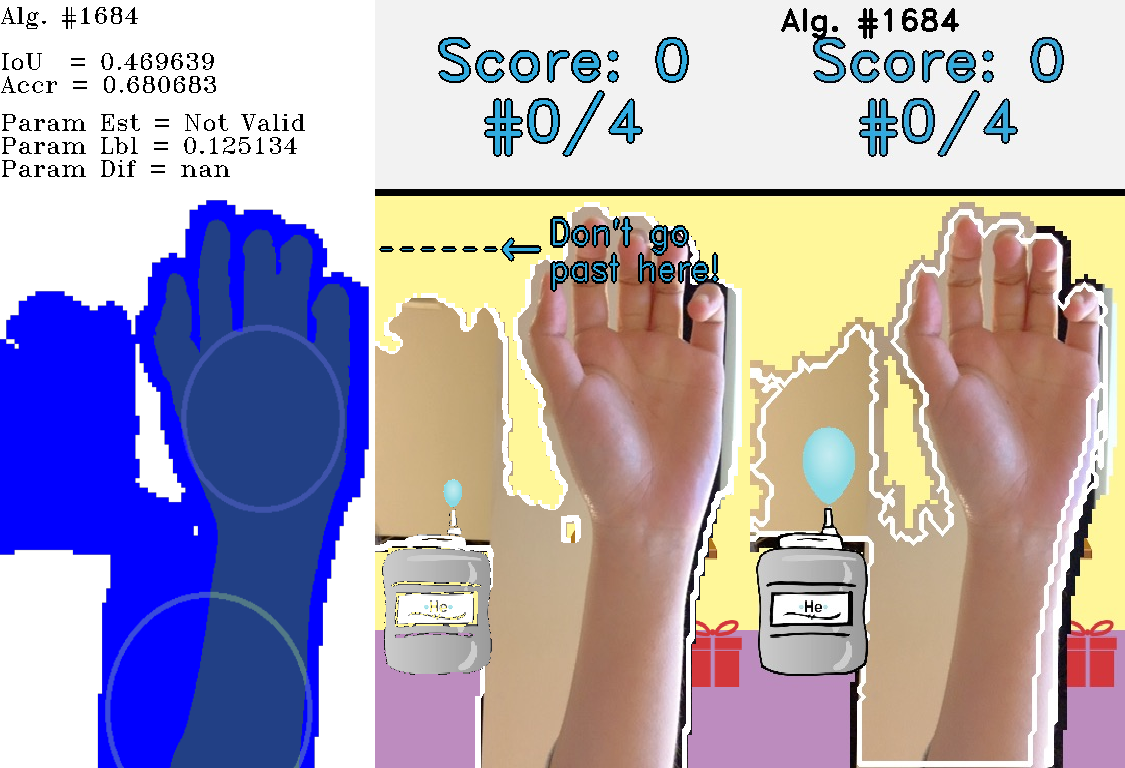 Alg. #1684
IoU = 0.469639
Accr = 0.680683
Param Est = Not Valid
Param Lbl = 0.125134
Param Dif = nan
Score: 0
#0/4
Don't go
past here!
He
Alg. #1684
Score: 0
#0/4
He